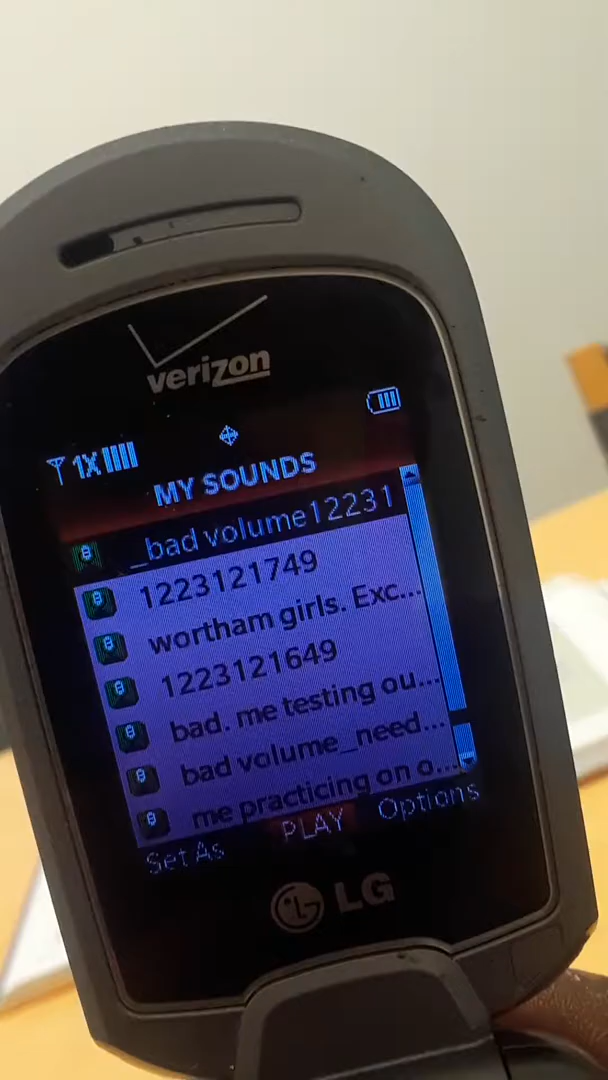 verizon
1X
MY SOUNDS
_bad volume12231
1223121749
wortham girls. Exc...
1223121649
bad. me testing ou...
bad volume_need...
me practicing on o...
Set As PLAY Options
LG